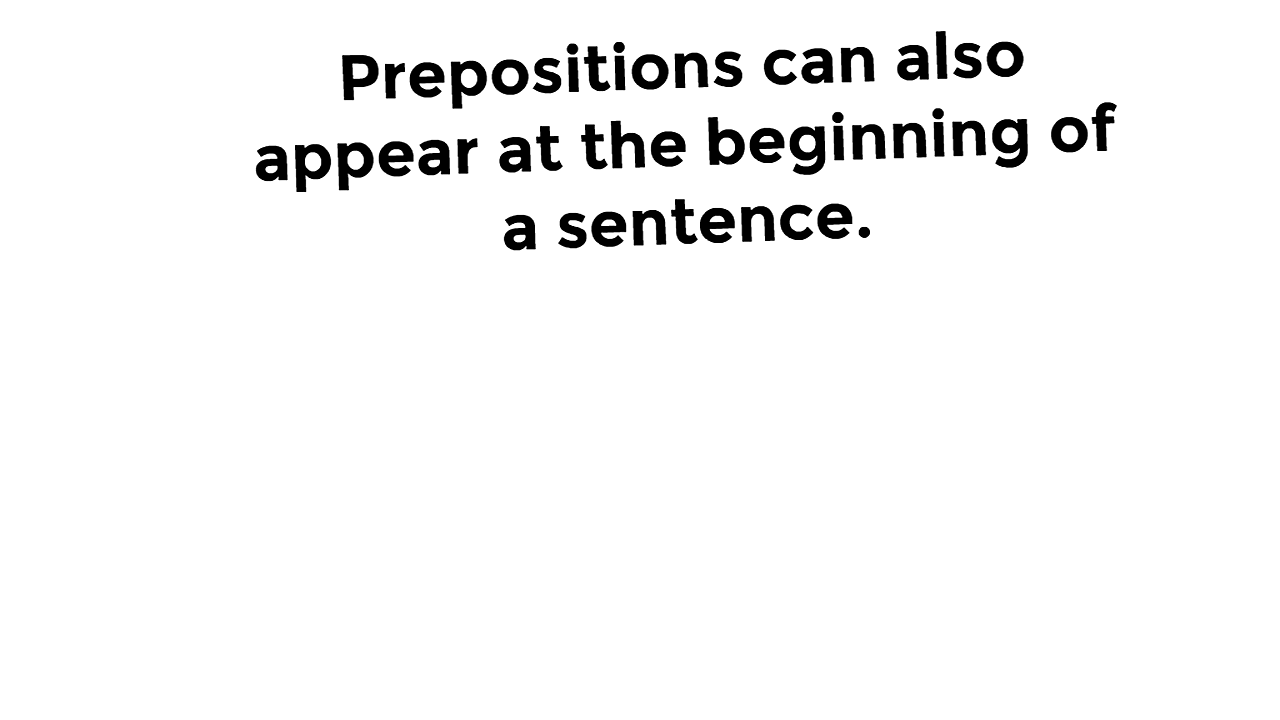 Prepositions can also
appear at the beginning of
a sentence.